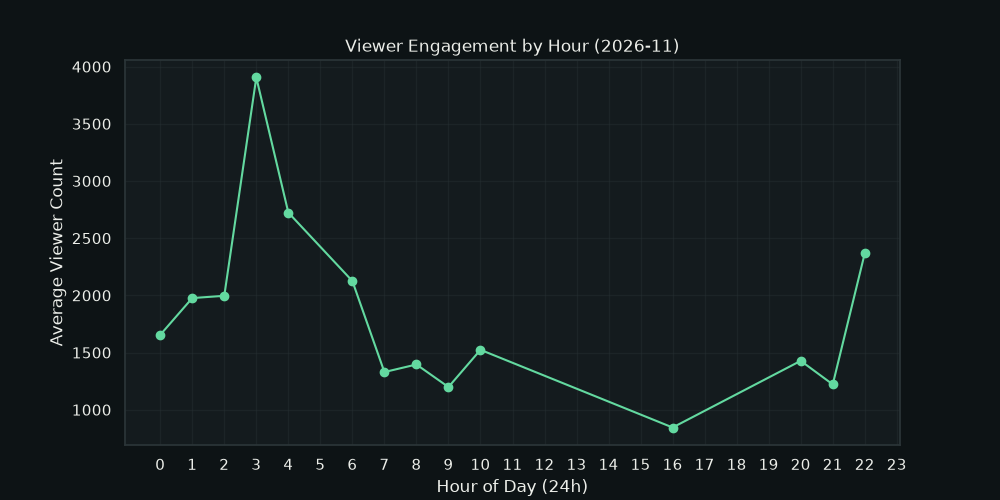 Viewer Engagement by Hour (2026-11)
Average Viewer Count
4000
3500
3000
2500
2000
1500
1000
0 1 2 3 4 5 6 7 8 9 10 11 12 13 14 15 16 17 18 19 20 21 22 23
Hour of Day (24h)